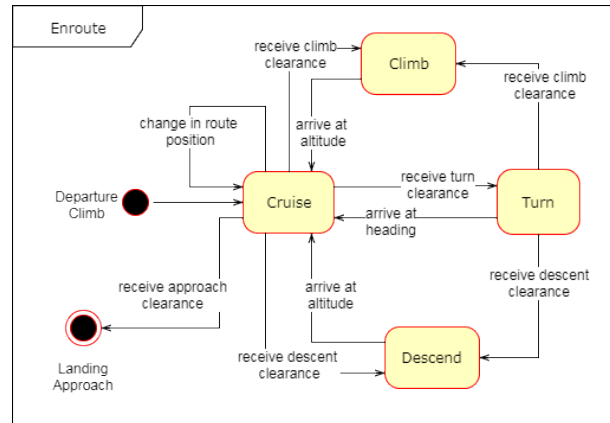 Enroute
receive climb
clearance
Climb
receive climb
clearance
change in route
position
arrive at
altitude
Departure
Climb
Cruise
receive turn
clearance
Turn
arrive at
heading
receive approach
clearance
arrive at
altitude
receive descent
clearance
Landing
Approach
receive descent
clearance
Descend